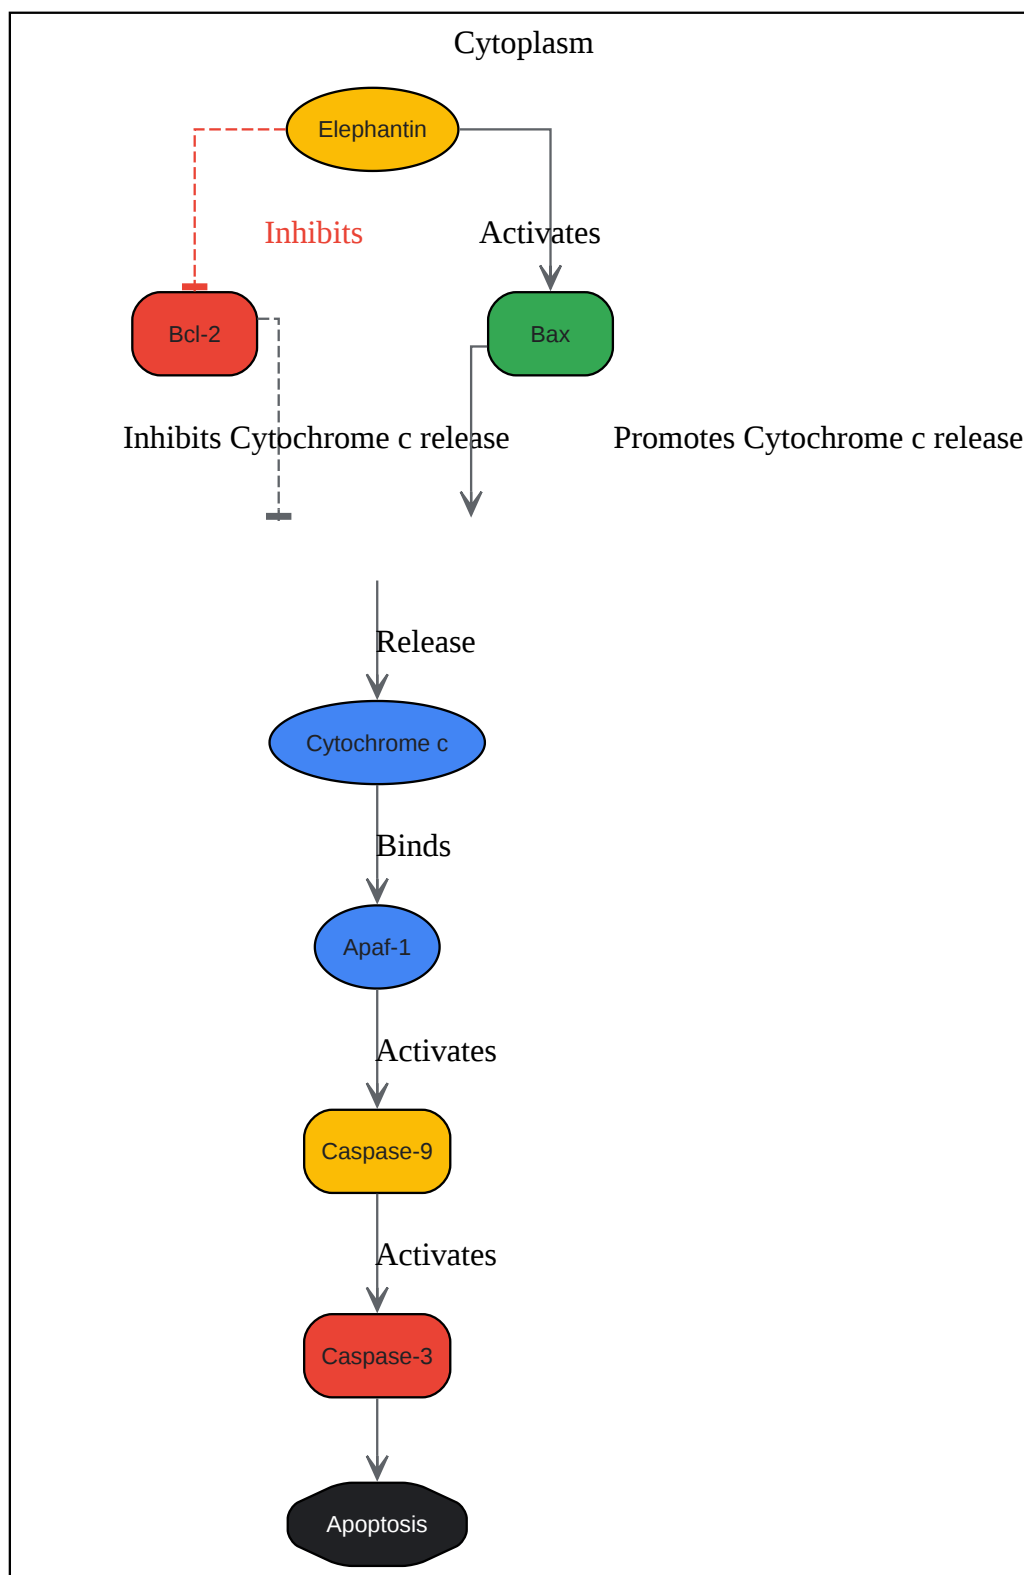 Cytoplasm
Elephantin
Inhibits
Activates
Bcl-2
Bax
Inhibits Cytochrome c release
Promotes Cytochrome c release
Release
Cytochrome c
Binds
Apaf-1
Activates
Caspase-9
Activates
Caspase-3
Apoptosis